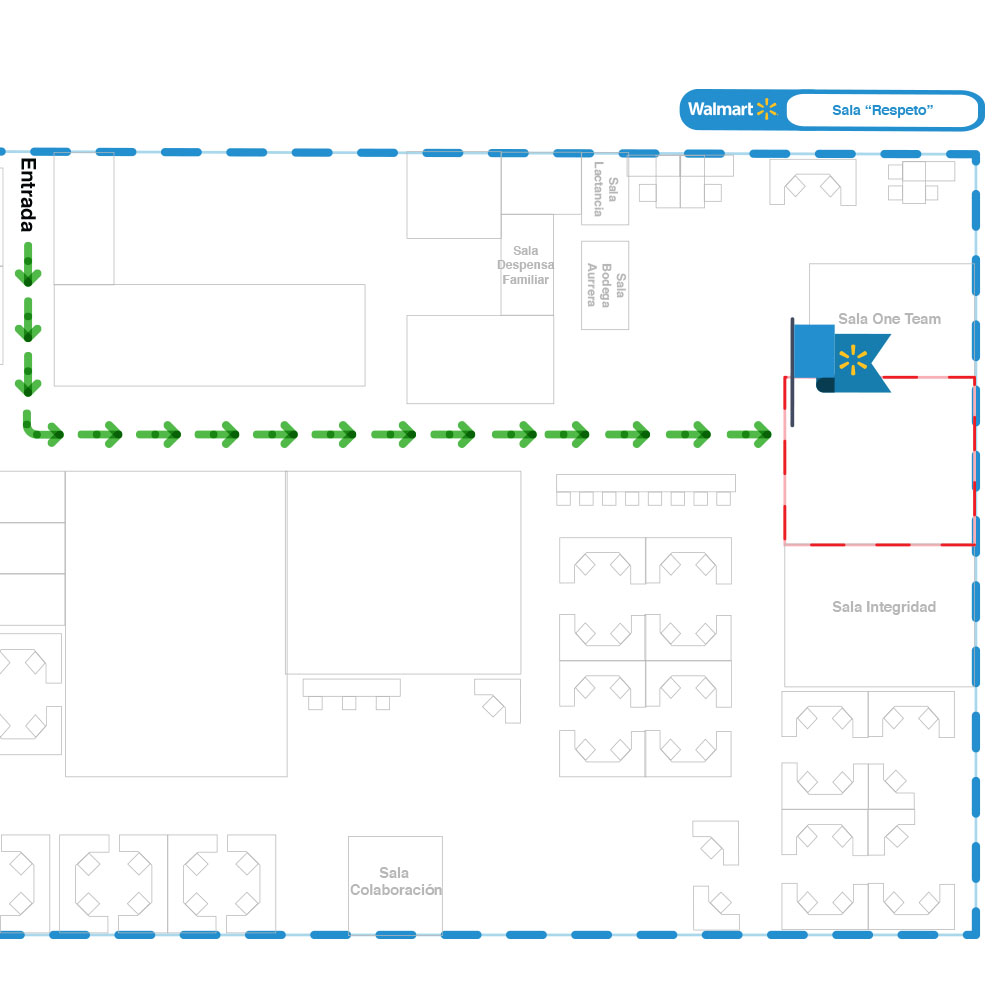 Walmart
Sala “Respeto”
Entrada
Sala
Lactancia
Sala
Despensa
Familiar
Sala
Bodega
Aurrera
Sala One Team
Sala Integridad
Sala
Colaboración